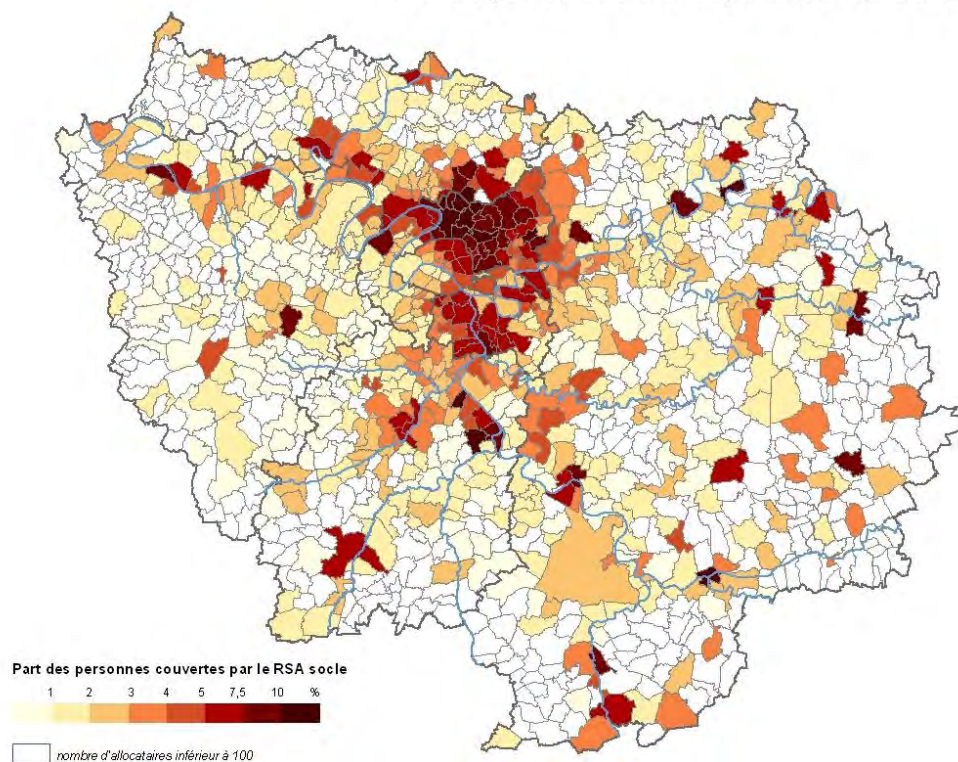 Part des personnes couvertes par le RSA socle
1 2 3 4 5 7,5 10 %
nombre d'allocataires inférieur à 100